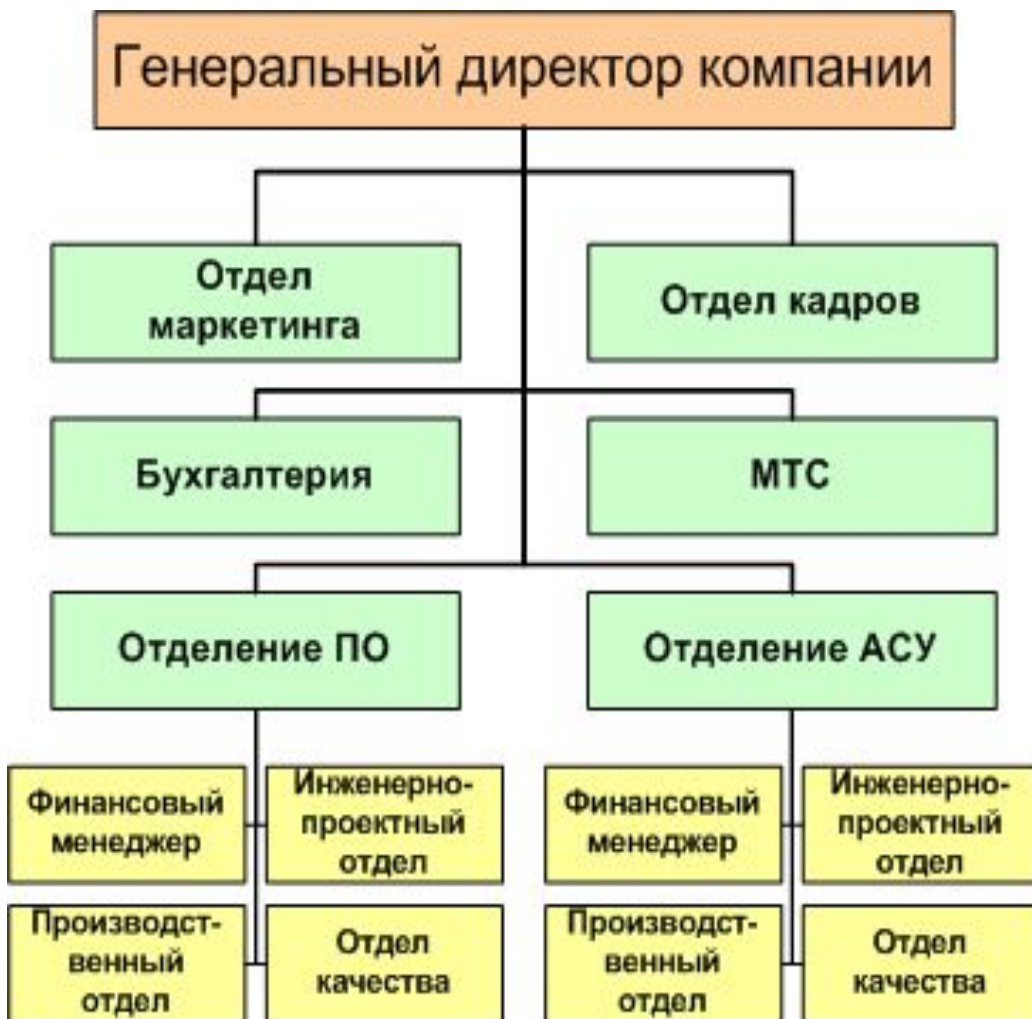 Генеральный директор компании
Отдел
маркетинга
Отдел кадров
Бухгалтерия
МТС
Отделение ПО
Отделение АСУ
Финансовый
менеджер
Инженерно-
проектный
отдел
Финансовый
менеджер
Инженерно-
проектный
отдел
Производст-
венный
отдел
Отдел
качества
Производст-
венный
отдел
Отдел
качества